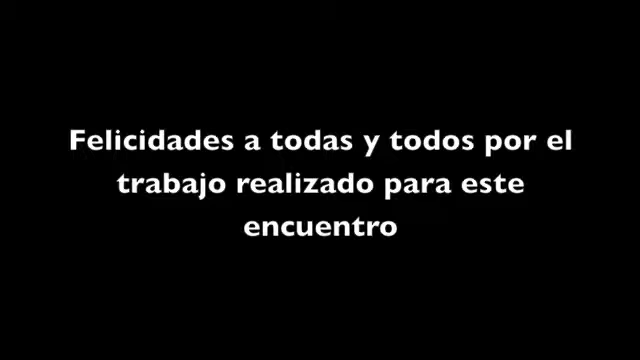 Felicidades a todas y todos por el
trabajo realizado para este
encuentro